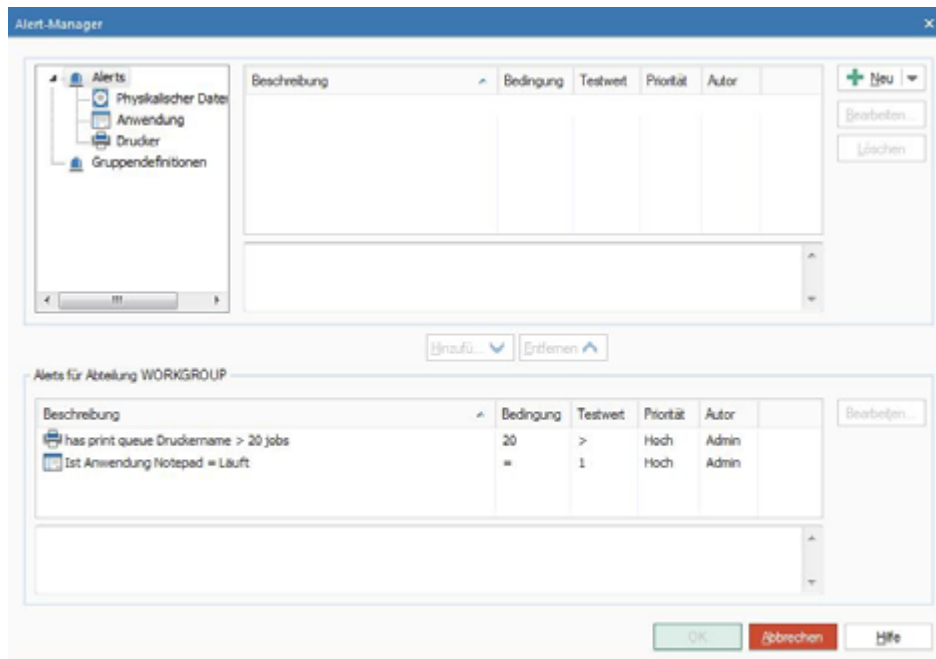 Alert-Manager
Alerts
Physikalischer Daten
Anwendung
Drucker
Gruppendefinitionen
Beschreibung Bedingung Testwert Priorität Autor
Neu
Bearbeiten...
Löschen
Hinzufü... Entfernen
Alerts für Abteilung WORKGROUP
Beschreibung Bedingung Testwert Priorität Autor
has print queue Druckername > 20 jobs 20 > Hoch Admin
Ist Anwendung Notepad = Läuft = 1 Hoch Admin
Bearbeiten...
OK Abbrechen Hilfe